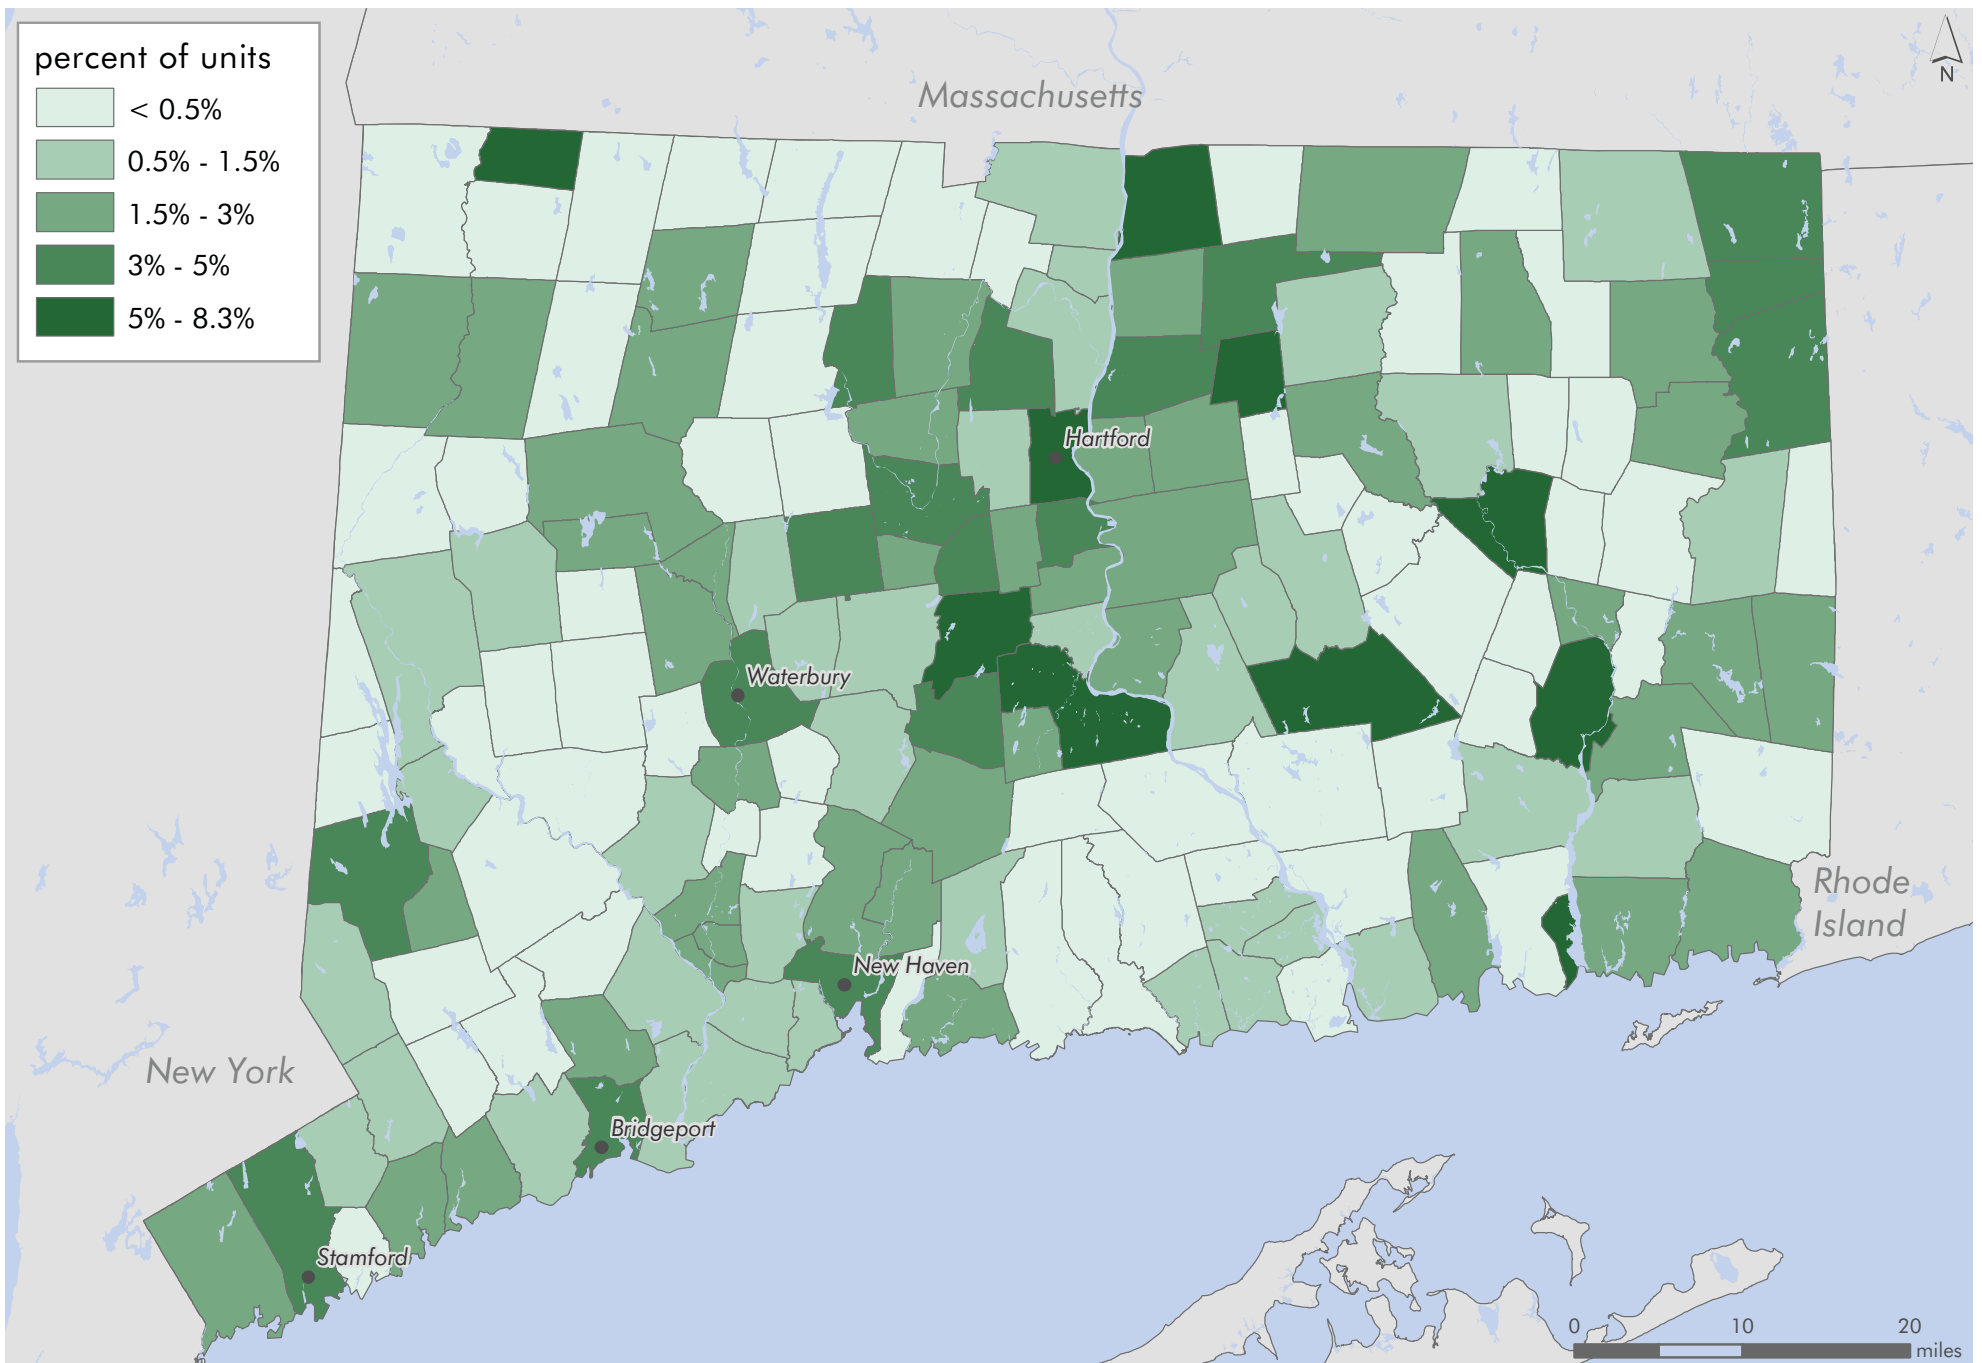 percent of units
< 0.5%
0.5% - 1.5%
1.5% - 3%
3% - 5%
5% - 8.3%
Massachusetts
N
Hartford
Waterbury
Rhode
Island
New Haven
New York
Bridgeport
Stamford
0 10 20
miles